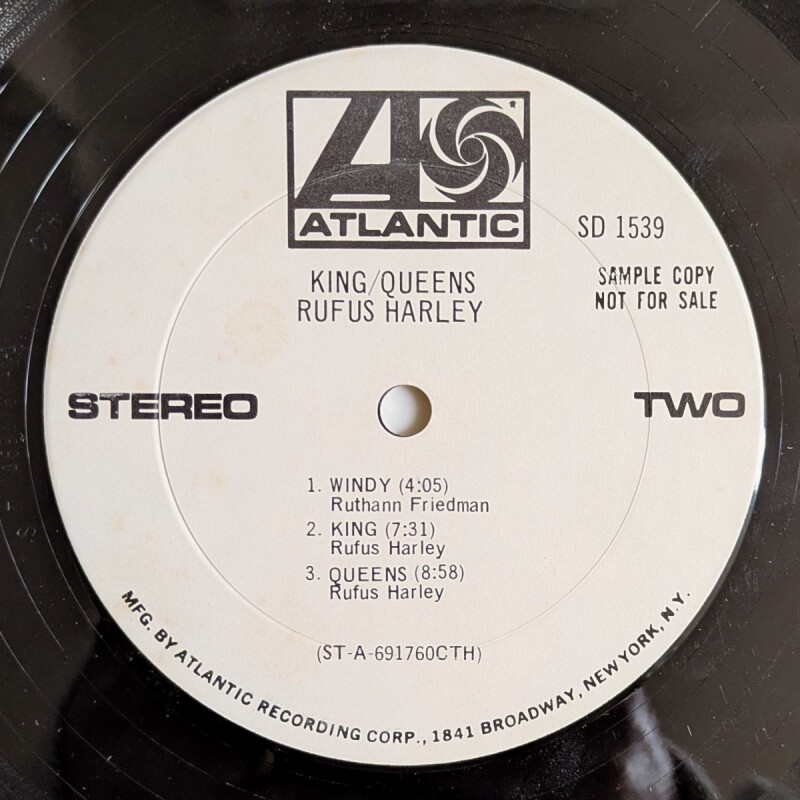 ATLANTIC
SD 1539
SAMPLE COPY
NOT FOR SALE
KING/QUEENS
RUFUS HARLEY
STEREO
TWO
1. WINDY (4:05)
Ruthann Friedman
2. KING (7:31)
Rufus Harley
3. QUEENS (8:58)
Rufus Harley
(ST-A-691760CTH)
MFG. BY ATLANTIC RECORDING CORP., 1841 BROADWAY, NEW YORK, N.Y.